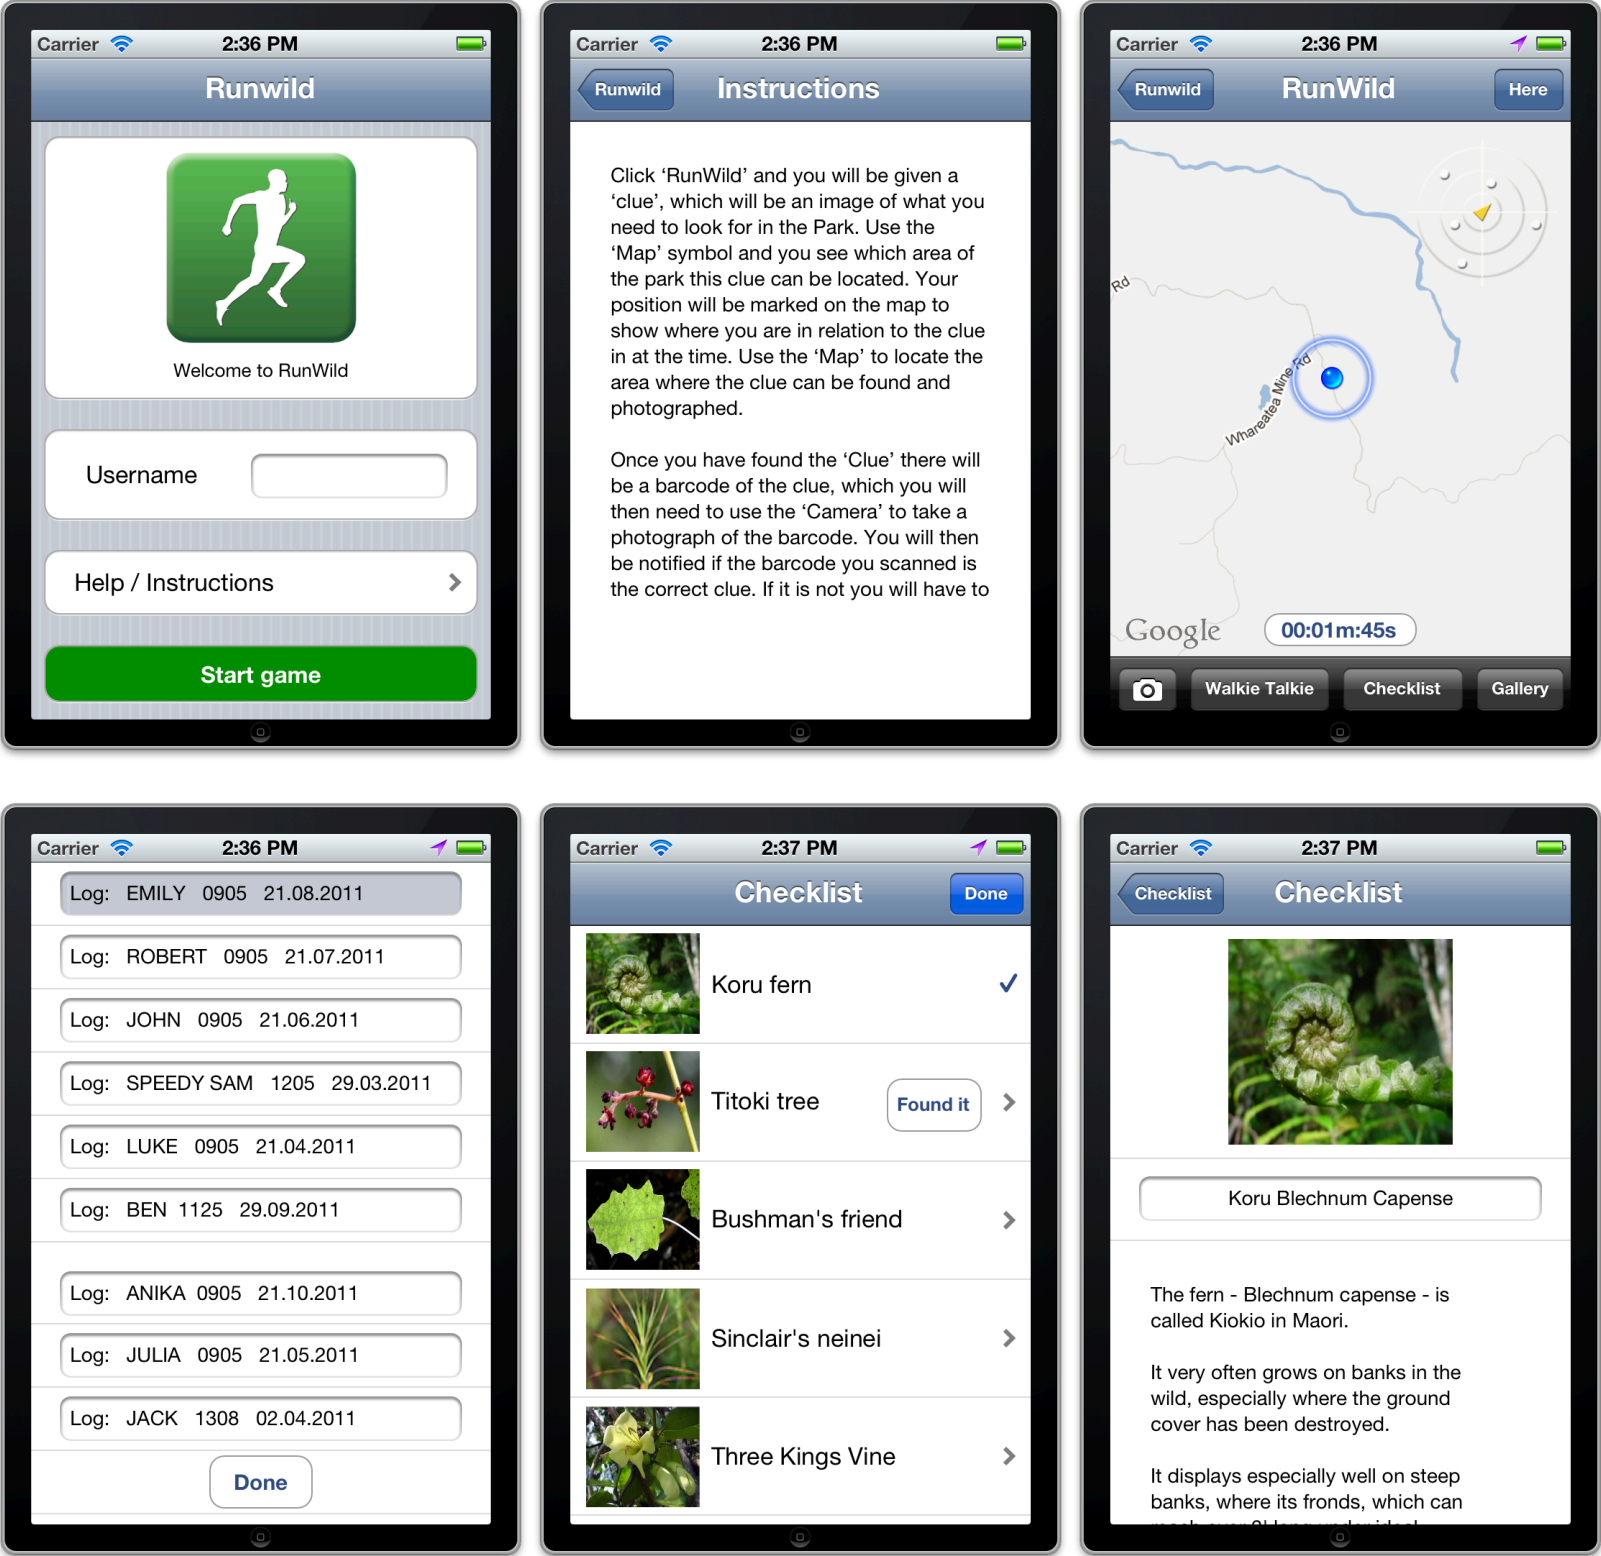 Carrier 2:36 PM
Runwild
Welcome to RunWild
Username
Help / Instructions
Start game
Carrier 2:36 PM
Runwild Instructions
Click ‘RunWild’ and you will be given a
‘clue’, which will be an image of what you
need to look for in the Park. Use the
‘Map’ symbol and you see which area of
the park this clue can be located. Your
position will be marked on the map to
show where you are in relation to the clue
in at the time. Use the ‘Map’ to locate the
area where the clue can be found and
photographed.
Once you have found the ‘Clue’ there will
be a barcode of the clue, which you will
then need to use the ‘Camera’ to take a
photograph of the barcode. You will then
be notified if the barcode you scanned is
the correct clue. If it is not you will have to
Carrier 2:36 PM
Runwild RunWild Here
Rd
Whareatea Mine Rd
Google 00:01m:45s
Walkie Talkie Checklist Gallery
Carrier 2:36 PM
Log: EMILY 0905 21.08.2011
Log: ROBERT 0905 21.07.2011
Log: JOHN 0905 21.06.2011
Log: SPEEDY SAM 1205 29.03.2011
Log: LUKE 0905 21.04.2011
Log: BEN 1125 29.09.2011
Log: ANIKA 0905 21.10.2011
Log: JULIA 0905 21.05.2011
Log: JACK 1308 02.04.2011
Done
Carrier 2:37 PM
Checklist Done
Koru fern
Titoki tree Found it
Bushman's friend
Sinclair's neinei
Three Kings Vine
Carrier 2:37 PM
Checklist Checklist
Koru Blechnum Capense
The fern - Blechnum capense - is
called Kiokio in Maori.
It very often grows on banks in the
wild, especially where the ground
cover has been destroyed.
It displays especially well on steep
banks, where its fronds, which can